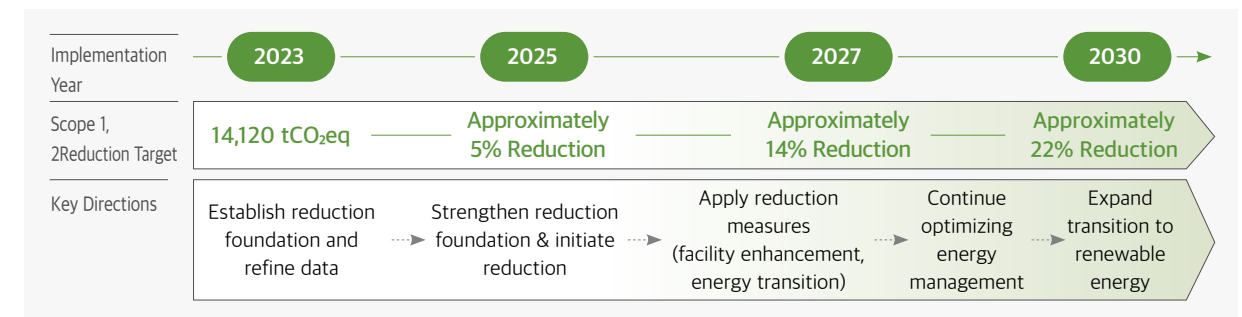 Implementation
Year
2023
2025
2027
2030
Scope 1,
2Reduction Target
14,120 tCO₂eq
Approximately
5% Reduction
Approximately
14% Reduction
Approximately
22% Reduction
Key Directions
Establish reduction
foundation and
refine data
Strengthen reduction
foundation & initiate
reduction
Apply reduction
measures
(facility enhancement,
energy transition)
Continue
optimizing
energy
management
Expand
transition to
renewable
energy